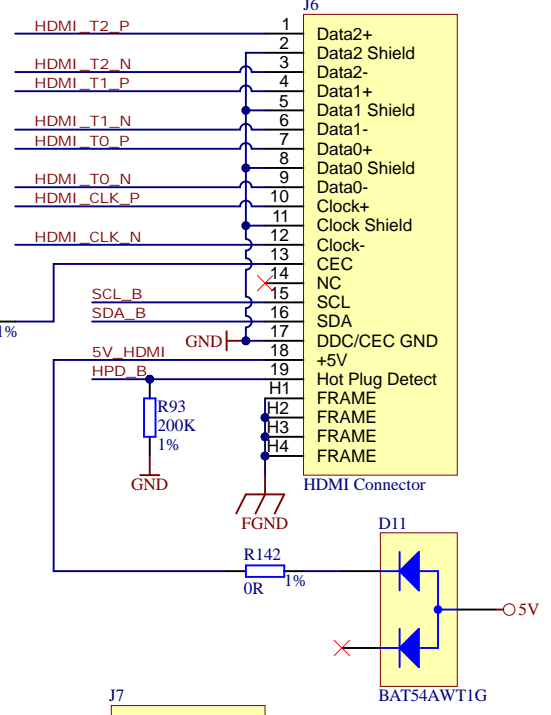 J6
HDMI_T2_P 1 Data2+
2 Data2 Shield
HDMI_T2_N 3 Data2-
HDMI_T1_P 4 Data1+
5 Data1 Shield
HDMI_T1_N 6 Data1-
HDMI_T0_P 7 Data0+
8 Data0 Shield
HDMI_T0_N 9 Data0-
HDMI_CLK_P 10 Clock+
11 Clock Shield
HDMI_CLK_N 12 Clock-
13 CEC
14 NC
SCL_B 15 SCL
SDA_B 16 SDA
1% GND 17 DDC/CEC GND
5V_HDMI 18 +5V
HPD_B 19 Hot Plug Detect
H1 FRAME
R93 H2 FRAME
200K H3 FRAME
1% H4 FRAME
GND HDMI Connector
FGND
D11
R142
0R 1%
5V
BAT54AWT1G
J7